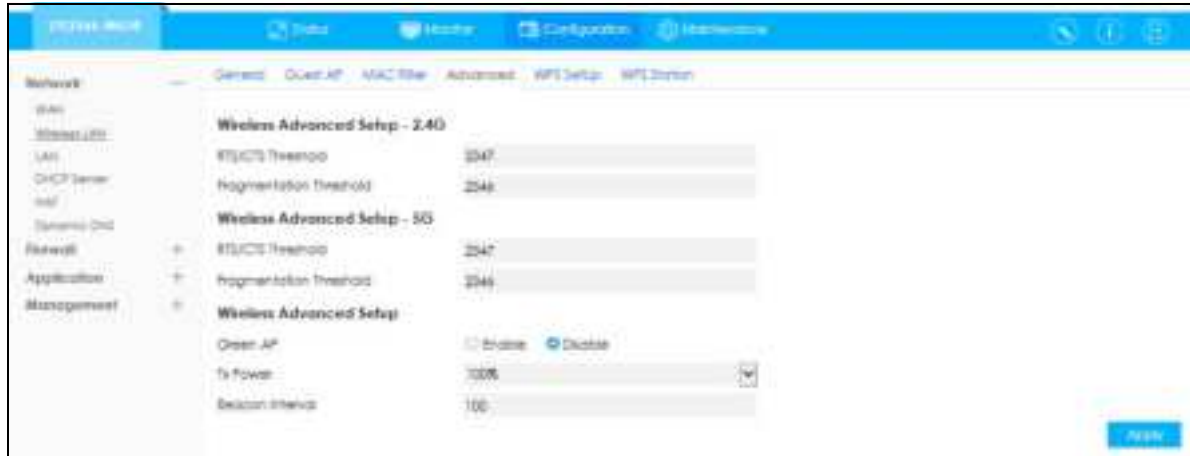 Status
Monitor
Configuration
Maintenance
Network
WAN
Wireless LAN
LAN
DHCP Server
NAT
Dynamic DNS
Firewall
Application
Management
General Guest AP MAC Filter Advanced WPS Setup WPS Station
Wireless Advanced Setup - 2.4G
RTS/CTS Threshold 2347
Fragmentation Threshold 2346
Wireless Advanced Setup - 5G
RTS/CTS Threshold 2347
Fragmentation Threshold 2346
Wireless Advanced Setup
Green AP Enable Disable
Tx Power 100%
Beacon Interval 100
Apply